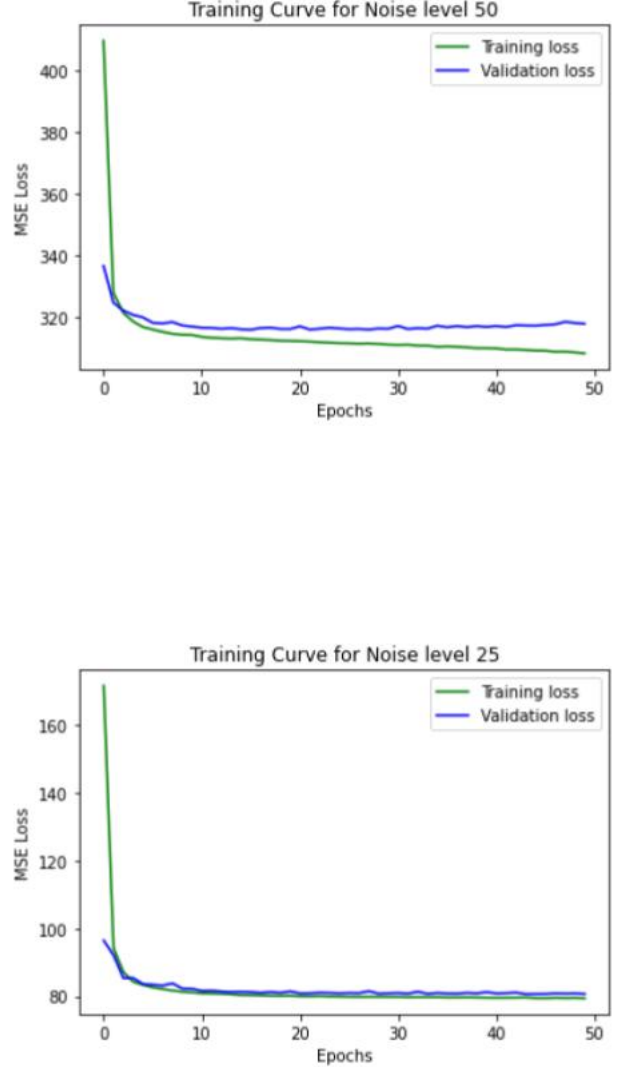 Training Curve for Noise level 50
Training loss
Validation loss
400
380
360
340
320
MSE Loss
0 10 20 30 40 50
Epochs
Training Curve for Noise level 25
Training loss
Validation loss
160
140
120
100
80
MSE Loss
0 10 20 30 40 50
Epochs